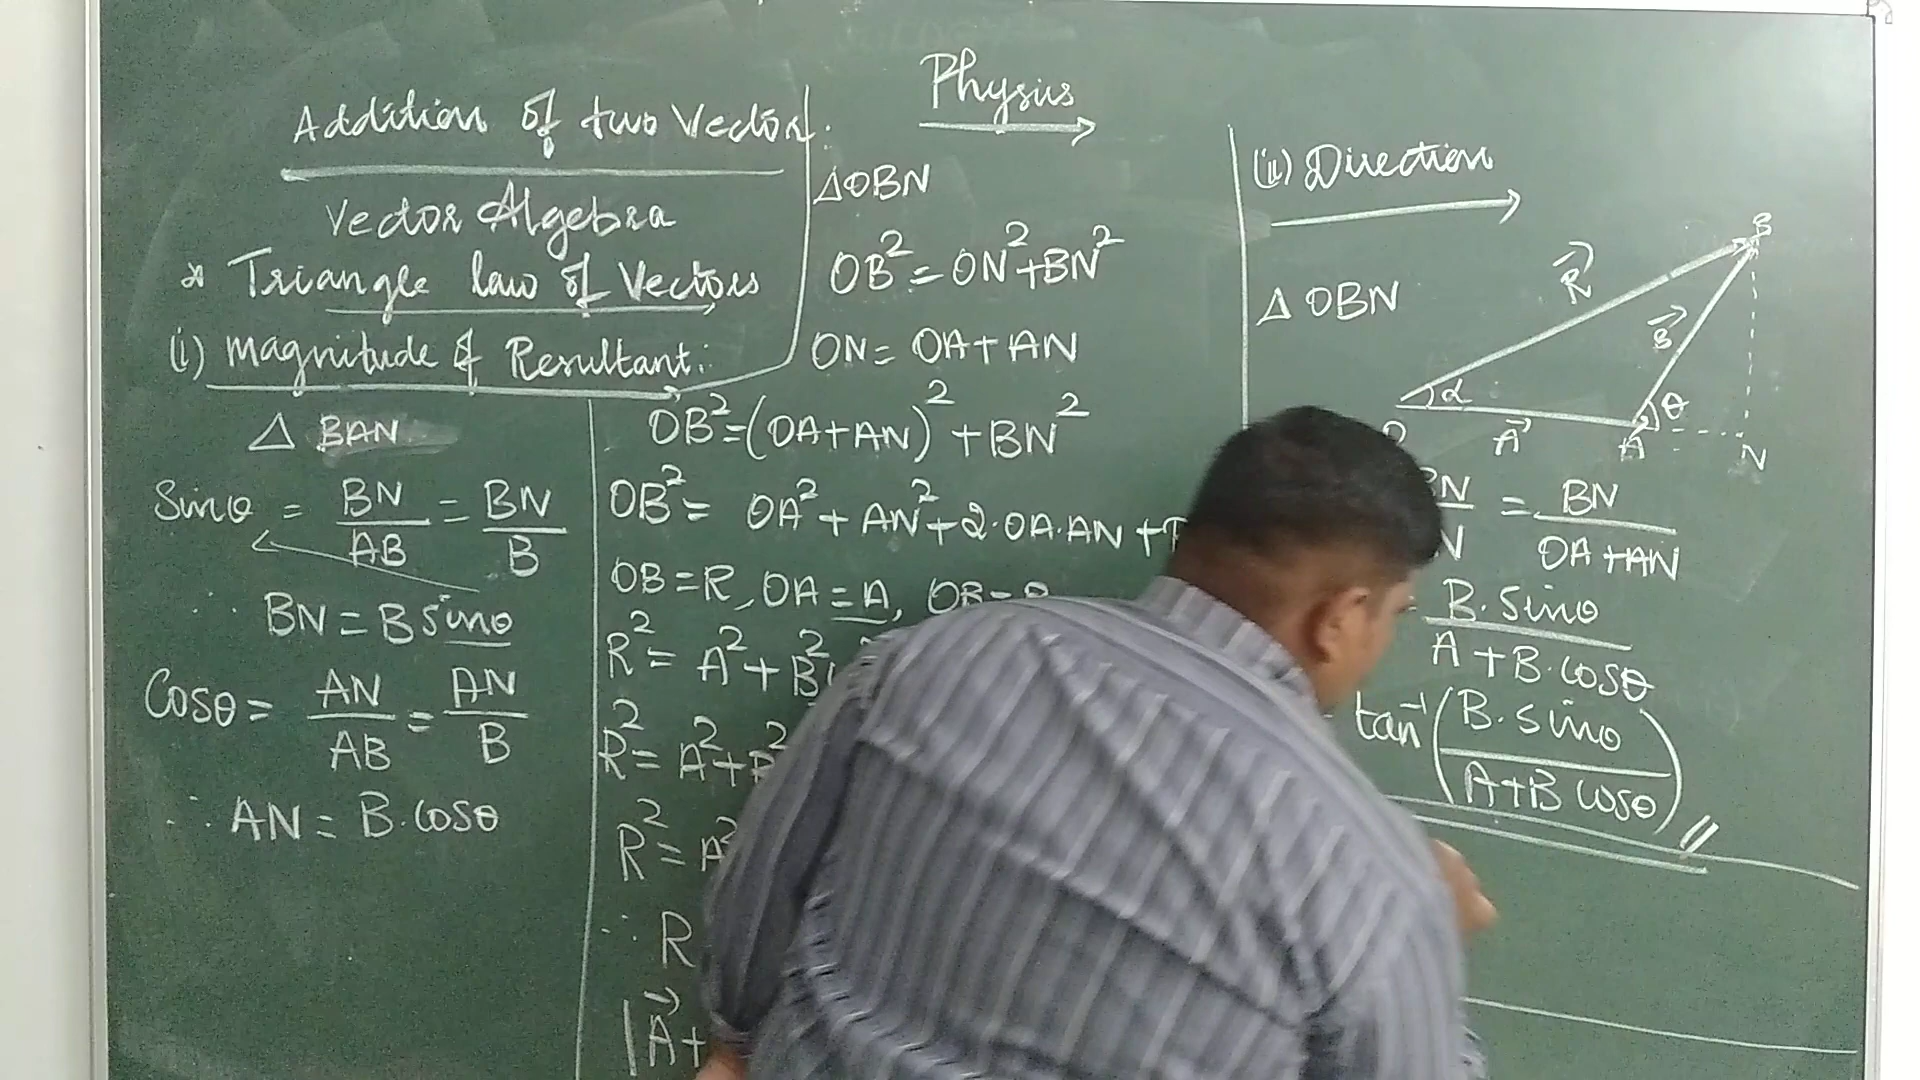 Physics
Addition of two Vectors.
Vector Algebra
* Triangle law of Vectors
(i) magnitude of Resultant:
Δ BAN
Sinθ = BN/AB = BN/B
∴ BN = B sinθ
Cosθ = AN/AB = AN/B
∴ AN = B.cosθ
ΔOBN
OB² = ON² + BN²
ON = OA + AN
OB² = (OA + AN)² + BN²
OB² = OA² + AN² + 2.OA.AN +
OB = R, OA = A,
R² = A² + B²
R² = A² +
R² = A²
∴ R
|A⃗ +
(ii) Direction
Δ OBN
B
R⃗
B⃗
α
θ
A⃗
A
N
= BN/(OA + AN)
B.sinθ/(A + B.cosθ)
tan⁻¹(B.sinθ/(A+B cosθ))